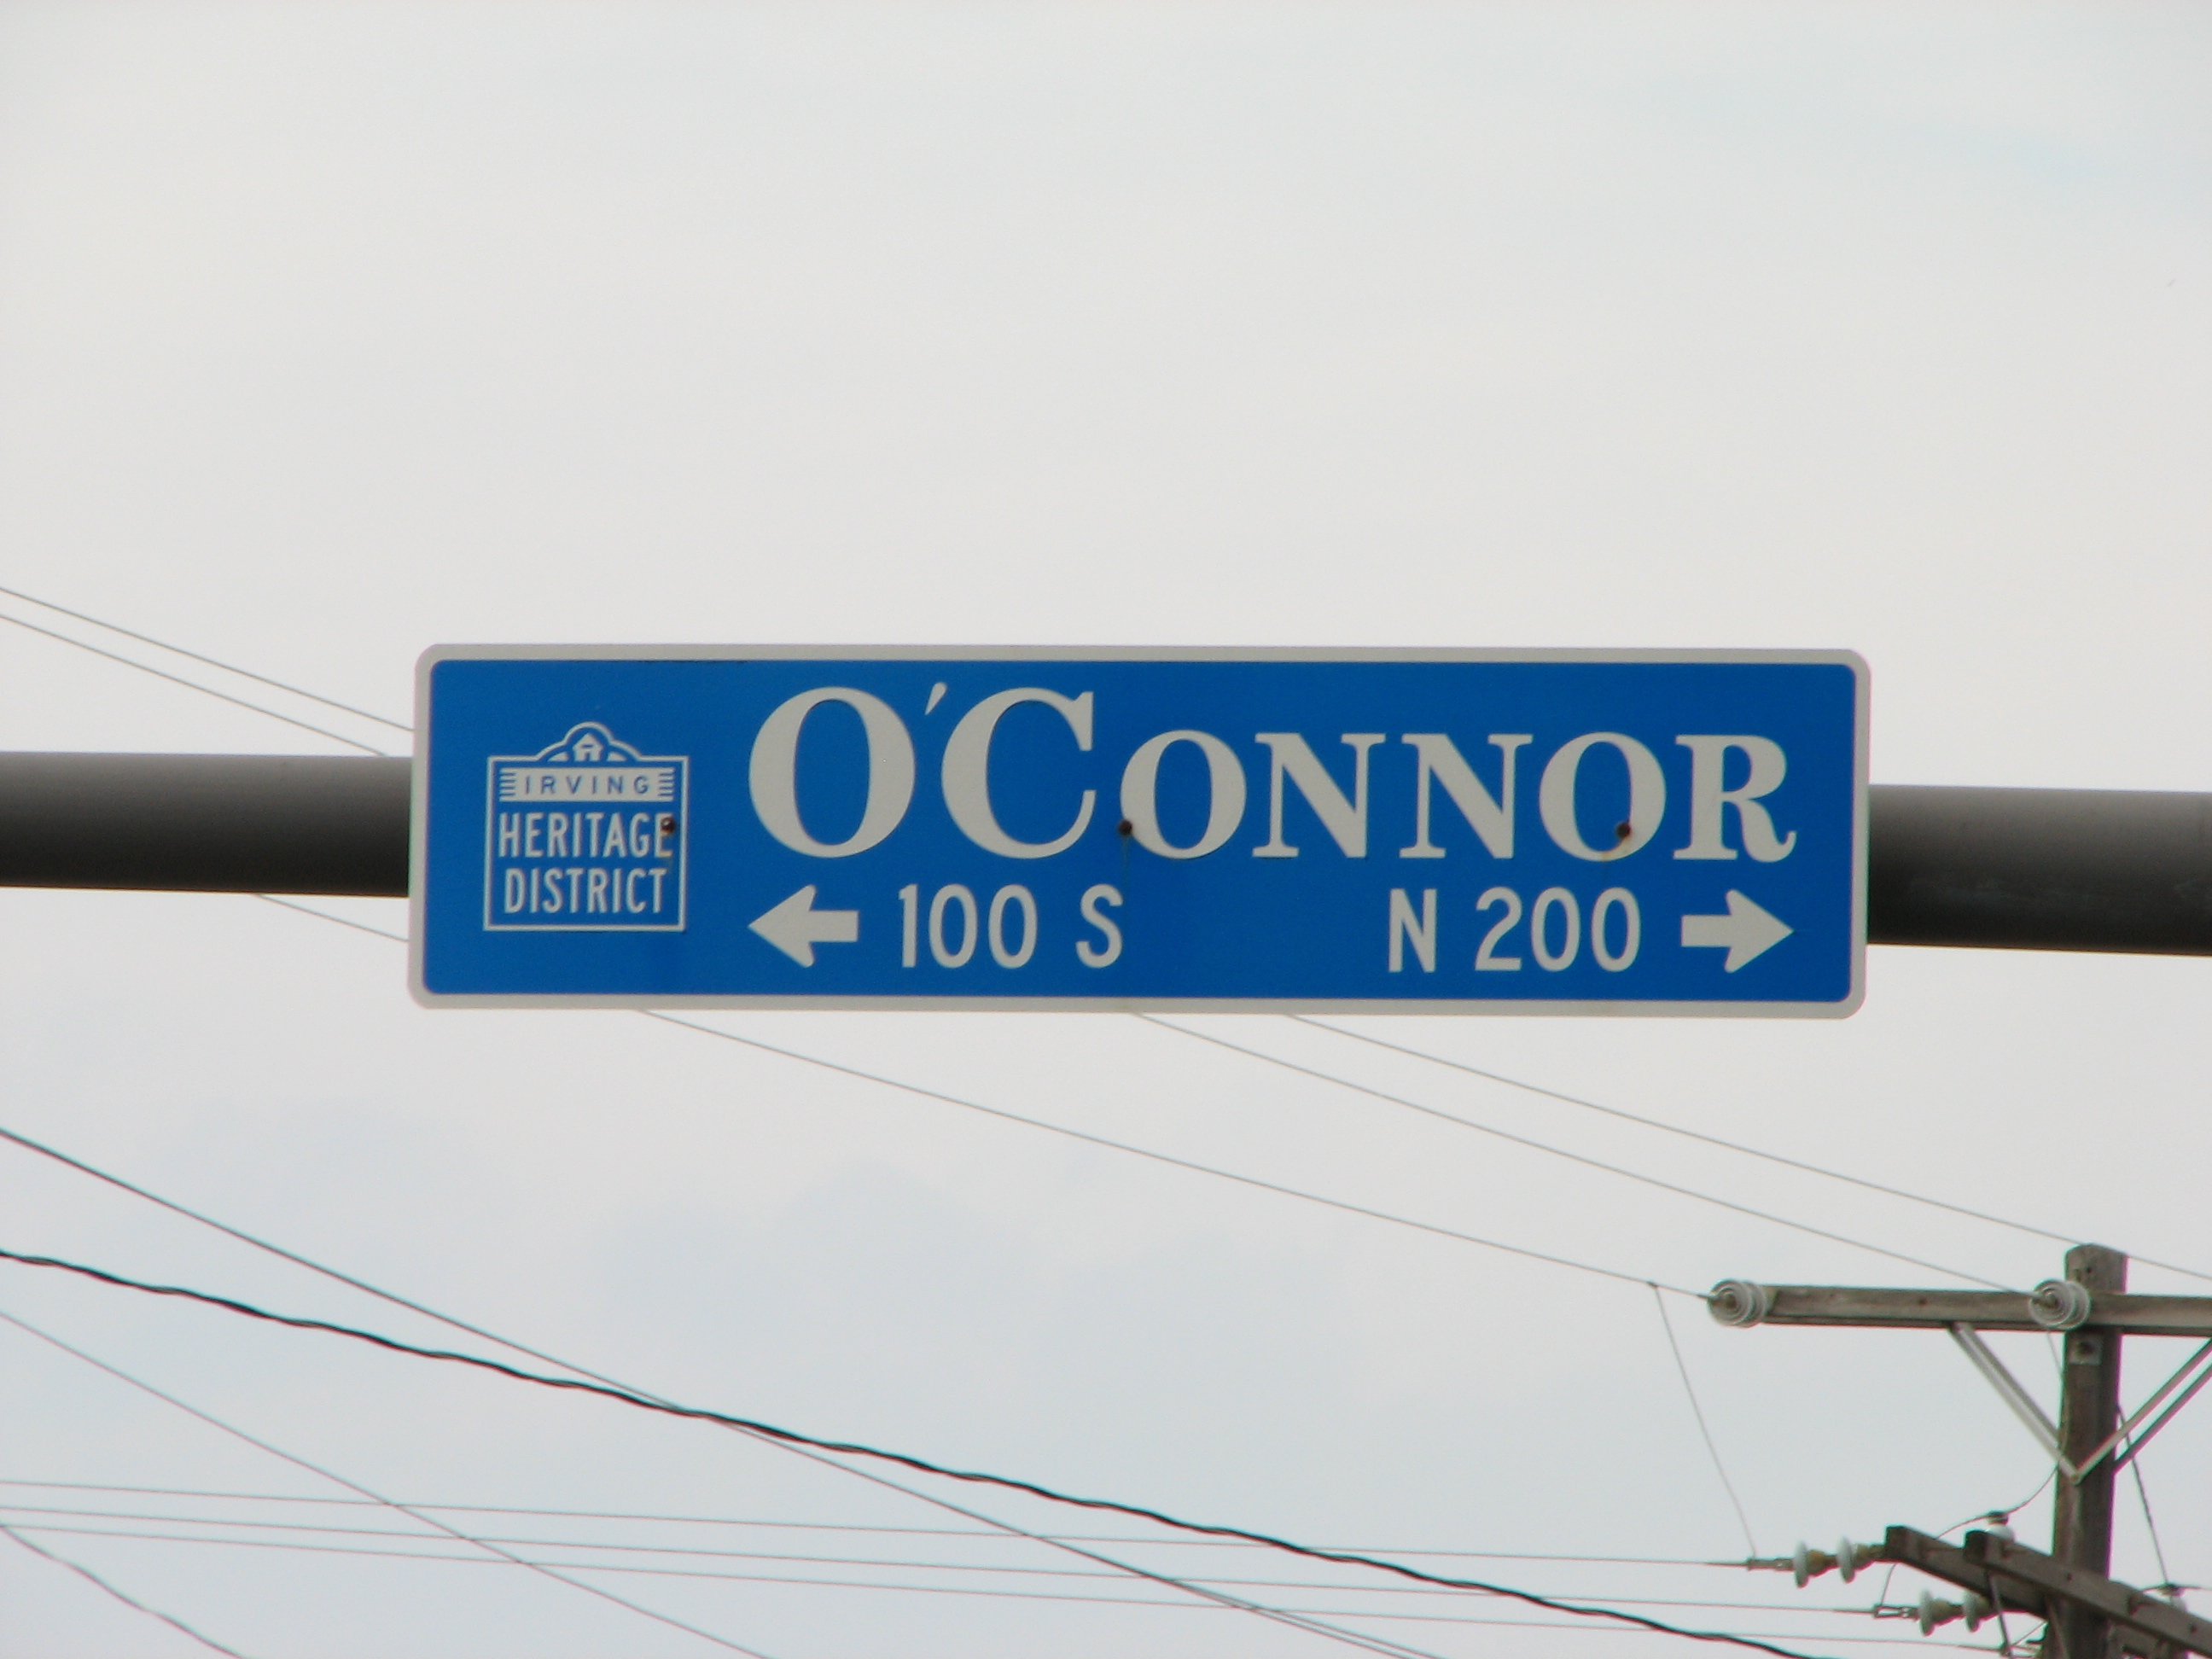 IRVING
HERITAGE
DISTRICT
O'CONNOR
100 S
N 200